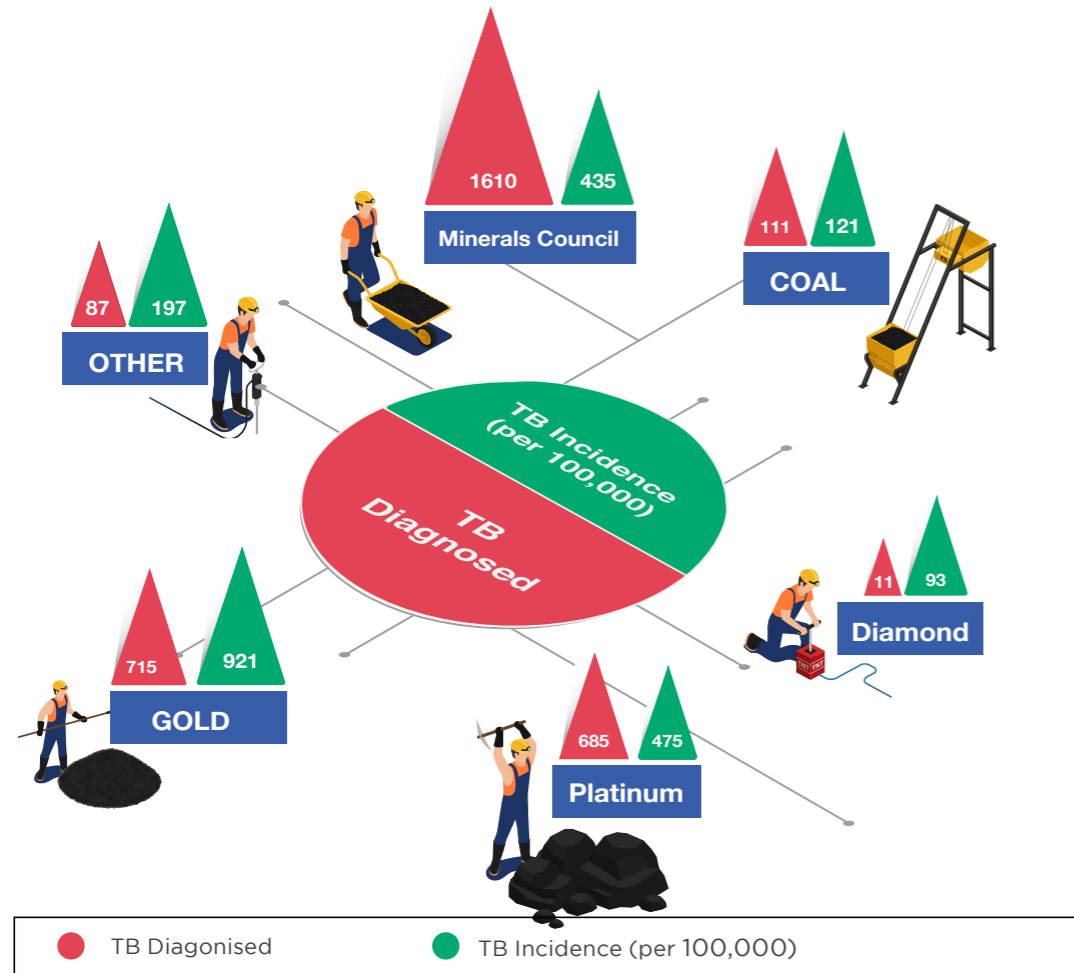 1610
435
Minerals Council
111
121
COAL
87
197
OTHER
TB Incidence
(per 100,000)
TB
Diagnosed
11
93
Diamond
TNT TNT
715
921
GOLD
685
475
Platinum
TB Diagonised
TB Incidence (per 100,000)